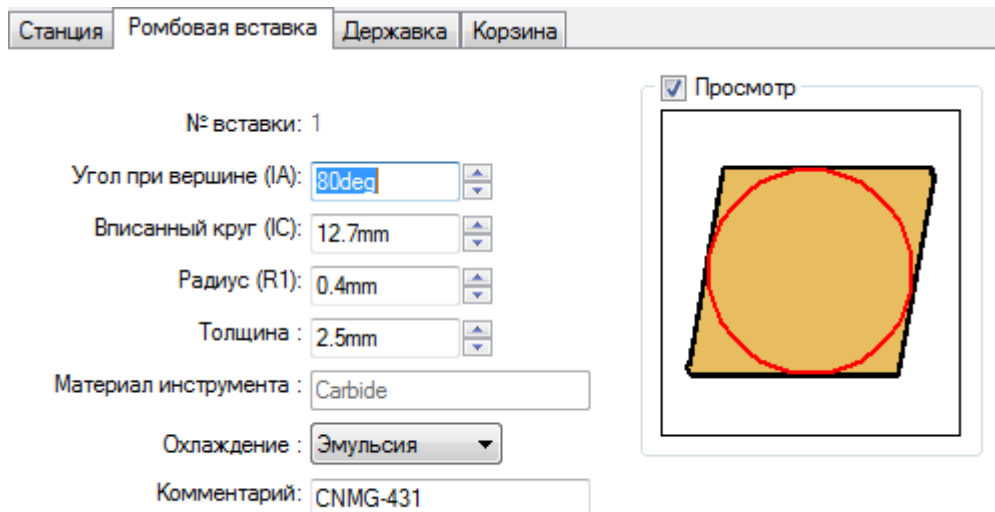 Станция Ромбовая вставка Державка Корзина
Просмотр
№ вставки: 1
Угол при вершине (IA): 80deg
Вписанный круг (IC): 12.7mm
Радиус (R1): 0.4mm
Толщина : 2.5mm
Материал инструмента : Carbide
Охлаждение : Эмульсия
Комментарий: CNMG-431